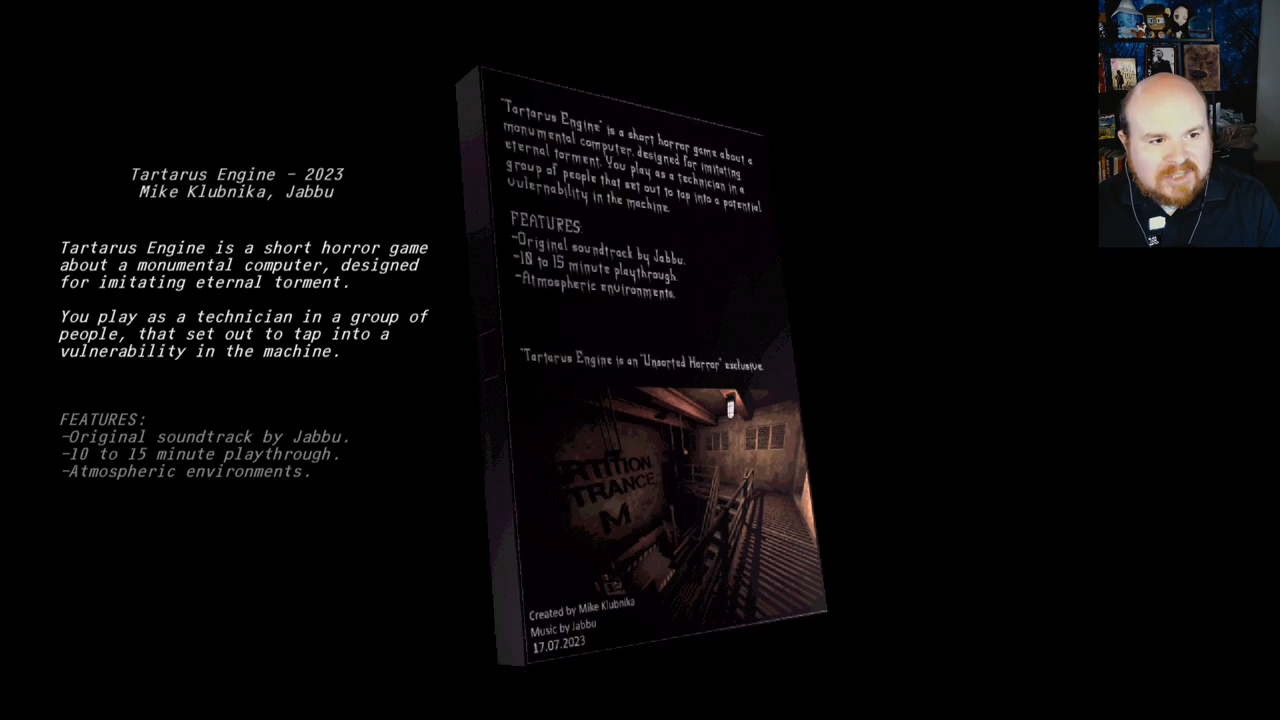 Tartarus Engine - 2023
Mike Klubnika, Jabbu
Tartarus Engine is a short horror game
about a monumental computer, designed
for imitating eternal torment.
You play as a technician in a group of
people, that set out to tap into a
vulnerability in the machine.
FEATURES:
-Original soundtrack by Jabbu.
-10 to 15 minute playthrough.
-Atmospheric environments.
"Tartarus Engine" is a short horror game about a
monumental computer, designed for imitating
eternal torment. You play as a technician in a
group of people that set out to tap into a potential
vulernability in the machine.
FEATURES:
-Original soundtrack by Jabbu.
-10 to 15 minute playthrough.
-Atmospheric environments.
"Tartarus Engine is an "Unsorted Horror" exclusive.
RTITION
TRANCE
M
Created by Mike Klubnika
Music by Jabbu
17.07.2023